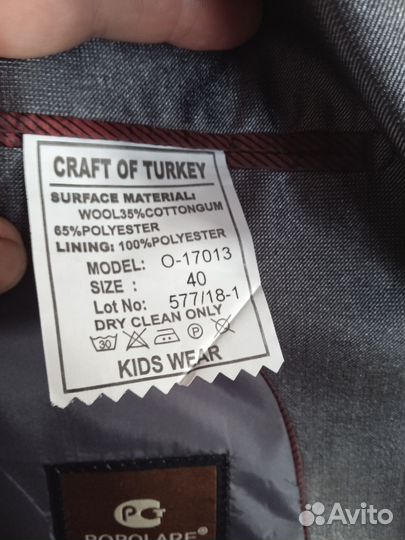 CRAFT OF TURKEY
SURFACE MATERIAL:
WOOL35%COTTONGUM
65%POLYESTER
LINING: 100%POLYESTER
MODEL: O-17013
SIZE : 40
Lot No: 577/18-1
DRY CLEAN ONLY
30 P
KIDS WEAR
PCT
POPOLARE®
Avito